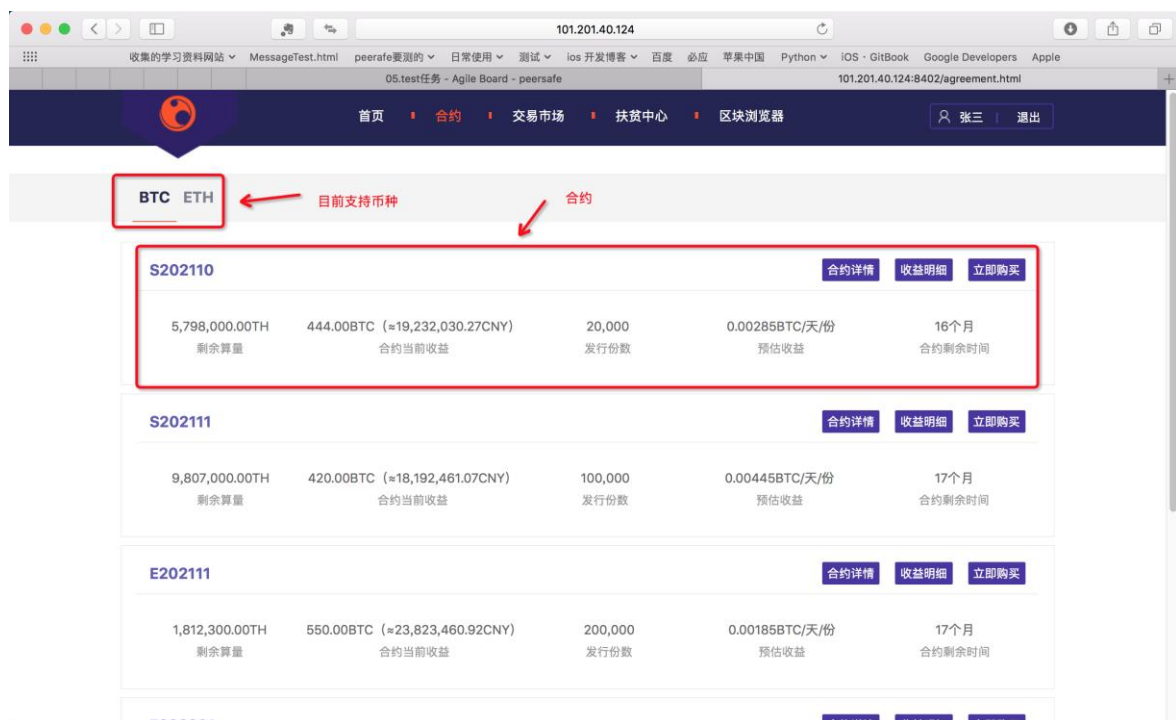 101.201.40.124
收集的学习资料网站 MessageTest.html peerafe要测的 日常使用 测试 ios 开发博客 百度 必应 苹果中国 Python iOS · GitBook Google Developers Apple
05.test任务 - Agile Board - peersafe 101.201.40.124:8402/agreement.html
首页 合约 交易市场 扶贫中心 区块浏览器 张三 | 退出
BTC ETH 目前支持币种 合约
S202110 合约详情 收益明细 立即购买
5,798,000.00TH 444.00BTC（≈19,232,030.27CNY） 20,000 0.00285BTC/天/份 16个月
剩余算量 合约当前收益 发行份数 预估收益 合约剩余时间
S202111 合约详情 收益明细 立即购买
9,807,000.00TH 420.00BTC（≈18,192,461.07CNY） 100,000 0.00445BTC/天/份 17个月
剩余算量 合约当前收益 发行份数 预估收益 合约剩余时间
E202111 合约详情 收益明细 立即购买
1,812,300.00TH 550.00BTC（≈23,823,460.92CNY） 200,000 0.00185BTC/天/份 17个月
剩余算量 合约当前收益 发行份数 预估收益 合约剩余时间